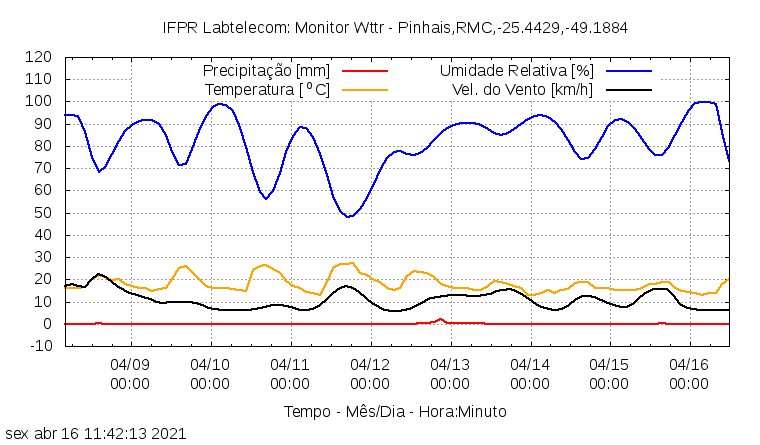 IFPR Labtelecom: Monitor Wttr - Pinhais,RMC,-25.4429,-49.1884
120
110
100
90
80
70
60
50
40
30
20
10
0
-10
Precipitação [mm]
Temperatura [⁰C]
Umidade Relativa [%]
Vel. do Vento [km/h]
04/09 04/10 04/11 04/12 04/13 04/14 04/15 04/16
00:00 00:00 00:00 00:00 00:00 00:00 00:00 00:00
Tempo - Mês/Dia - Hora:Minuto
sex abr 16 11:42:13 2021